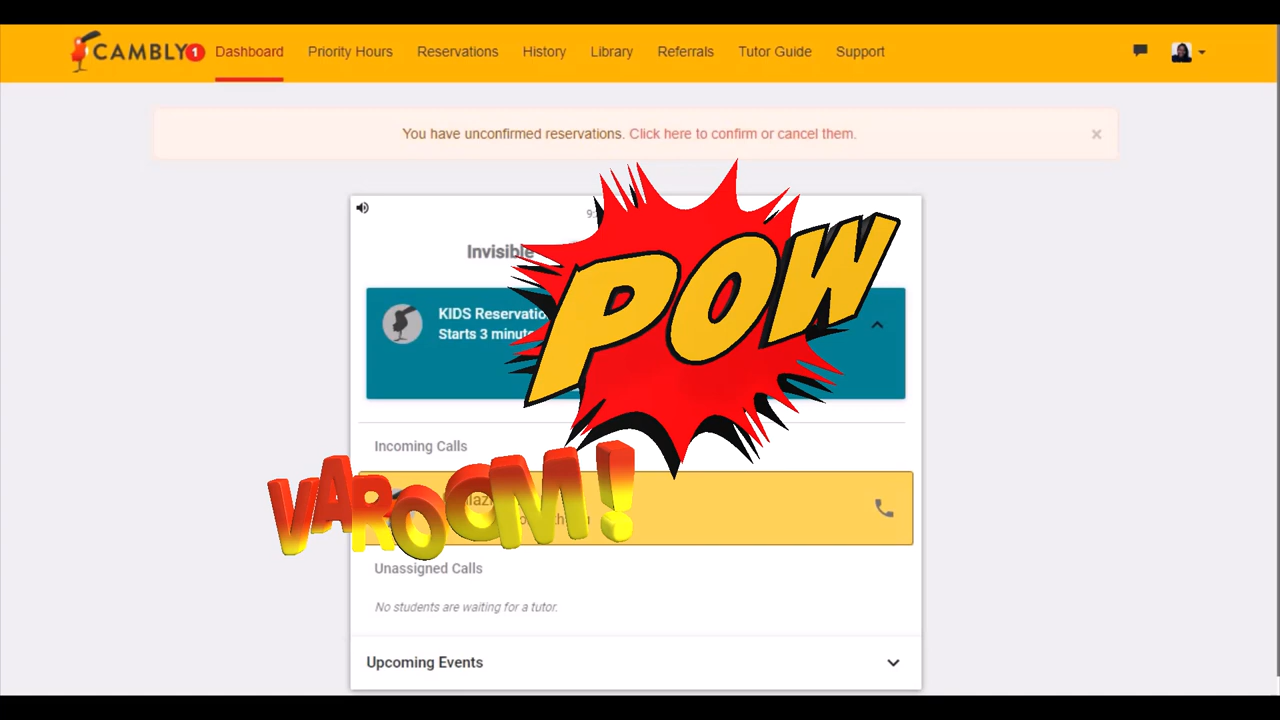 CAMBLY 1 Dashboard Priority Hours Reservations History Library Referrals Tutor Guide Support
You have unconfirmed reservations. Click here to confirm or cancel them. ×
Invisible
POW
KIDS
Starts 3
Incoming Calls
VAROOM!
Unassigned Calls
No students are waiting for a tutor.
Upcoming Events